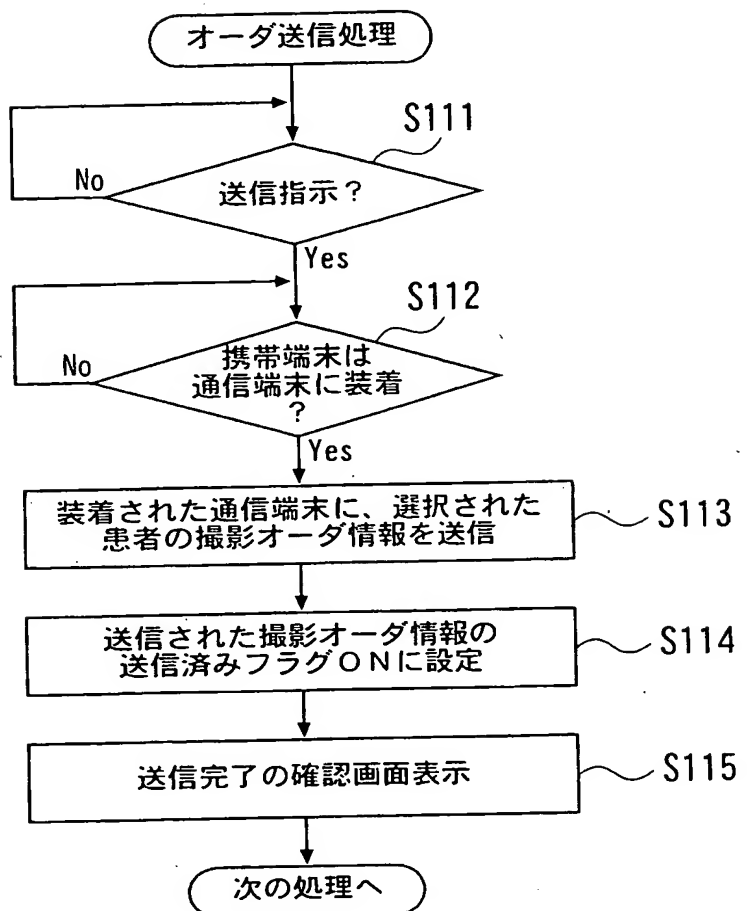 オーダ送信処理
S111
送信指示？
No
Yes
S112
携帯端末は
通信端末に装着
？
No
Yes
装着された通信端末に、選択された
患者の撮影オーダ情報を送信
S113
送信された撮影オーダ情報の
送信済みフラグＯＮに設定
S114
送信完了の確認画面表示
S115
次の処理へ